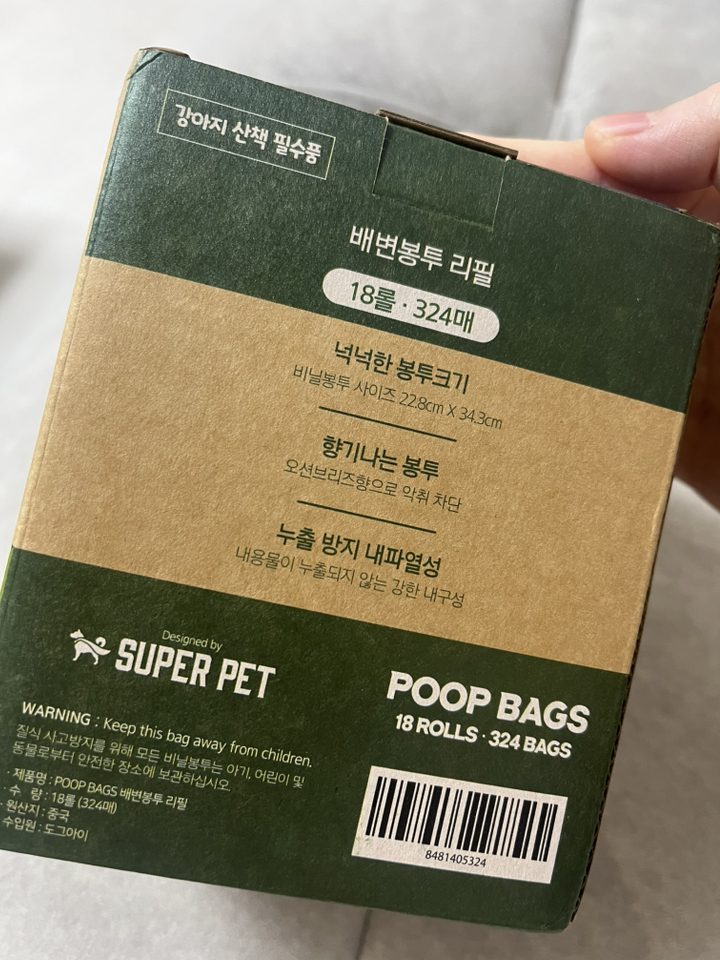 강아지 산책 필수품
배변봉투 리필
18롤 · 324매
넉넉한 봉투크기
비닐봉투 사이즈 22.8cm X 34.3cm
향기나는 봉투
오션브리즈향으로 악취 차단
누출 방지 내파열성
내용물이 누출되지 않는 강한 내구성
Designed by
SUPER PET
WARNING : Keep this bag away from children.
질식 사고방지를 위해 모든 비닐봉투는 아기, 어린이 및
동물로부터 안전한 장소에 보관하십시오.
· 제품명 : POOP BAGS 배변봉투 리필
· 수 량 : 18롤 (324매)
· 원산지 : 중국
수입원 : 도그아이
POOP BAGS
18 ROLLS · 324 BAGS
8481405324